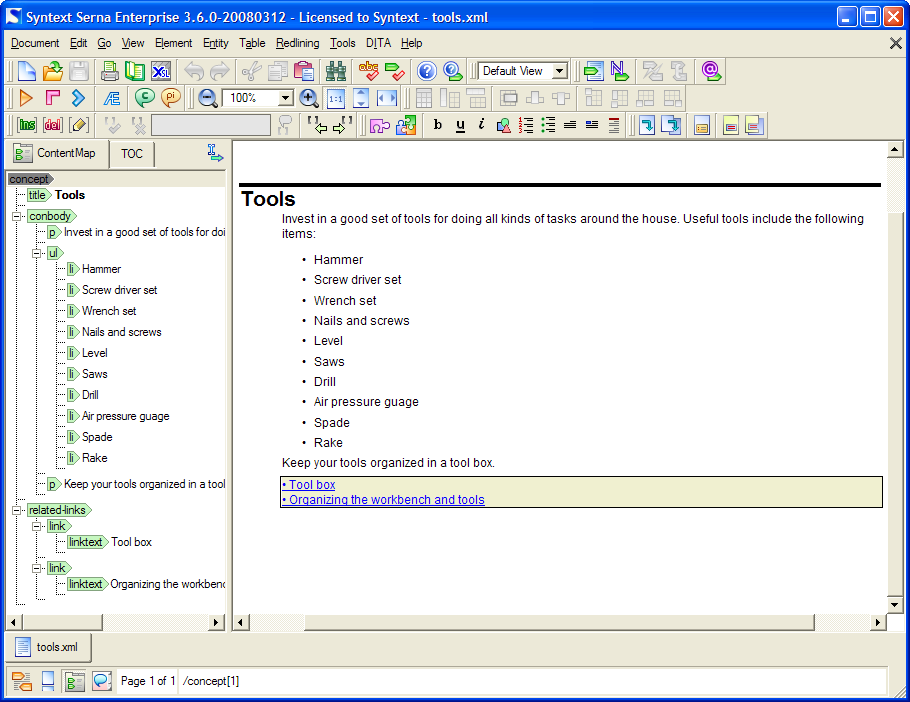 Syntext Serna Enterprise 3.6.0-20080312 - Licensed to Syntext - tools.xml
Document Edit Go View Element Entity Table Redlining Tools DITA Help
XSL abc Default View N
Æ C pi 100% 1:1
ins del b u i
ContentMap TOC
concept
title Tools
conbody
p Invest in a good set of tools for doi
ul
li Hammer
li Screw driver set
li Wrench set
li Nails and screws
li Level
li Saws
li Drill
li Air pressure guage
li Spade
li Rake
p Keep your tools organized in a tool
related-links
link
linktext Tool box
link
linktext Organizing the workbenc
Tools
Invest in a good set of tools for doing all kinds of tasks around the house. Useful tools include the following
items:
• Hammer
• Screw driver set
• Wrench set
• Nails and screws
• Level
• Saws
• Drill
• Air pressure guage
• Spade
• Rake
Keep your tools organized in a tool box.
• Tool box
• Organizing the workbench and tools
tools.xml
Page 1 of 1 /concept[1]